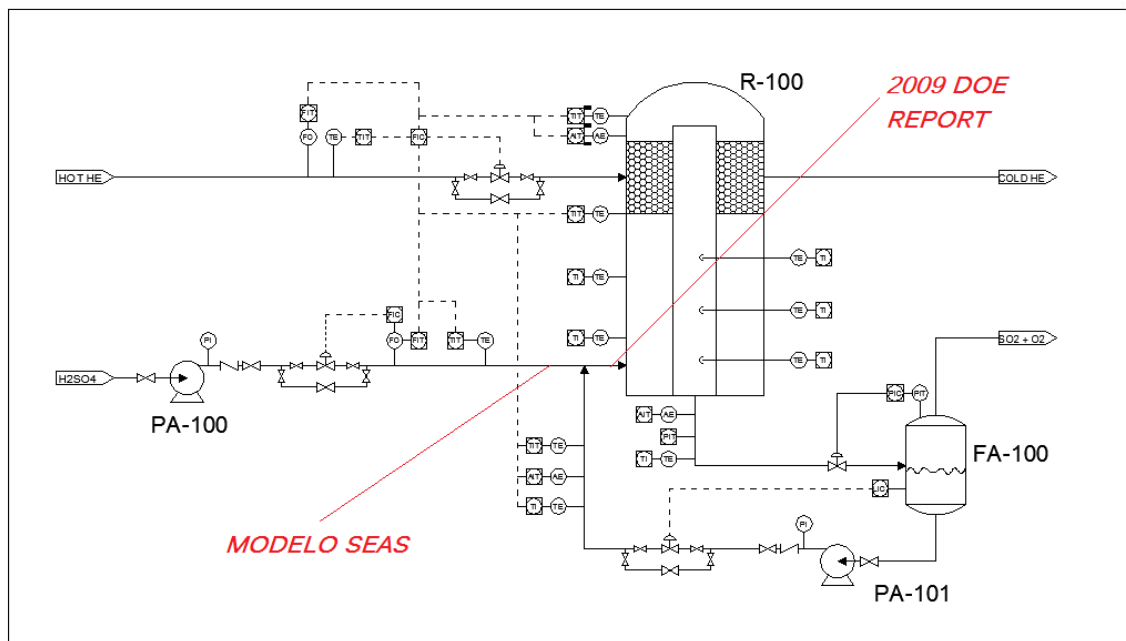 R-100
2009 DOE
REPORT
FIT
TIT TE
FO TE TIT FIC
AIT AE
HOT HE
COLD HE
TIT TE
TE TI
TI TE
FIC
TE TI
PI
FO FIT TIT TE
TI TE
SO2 + O2
TE TI
H2SO4
PIC PIT
PA-100
AIT AE
PIT
TIT TE
TI TE
FA-100
AIT AE
LIC
TI TE
PI
MODELO SEAS
PA-101